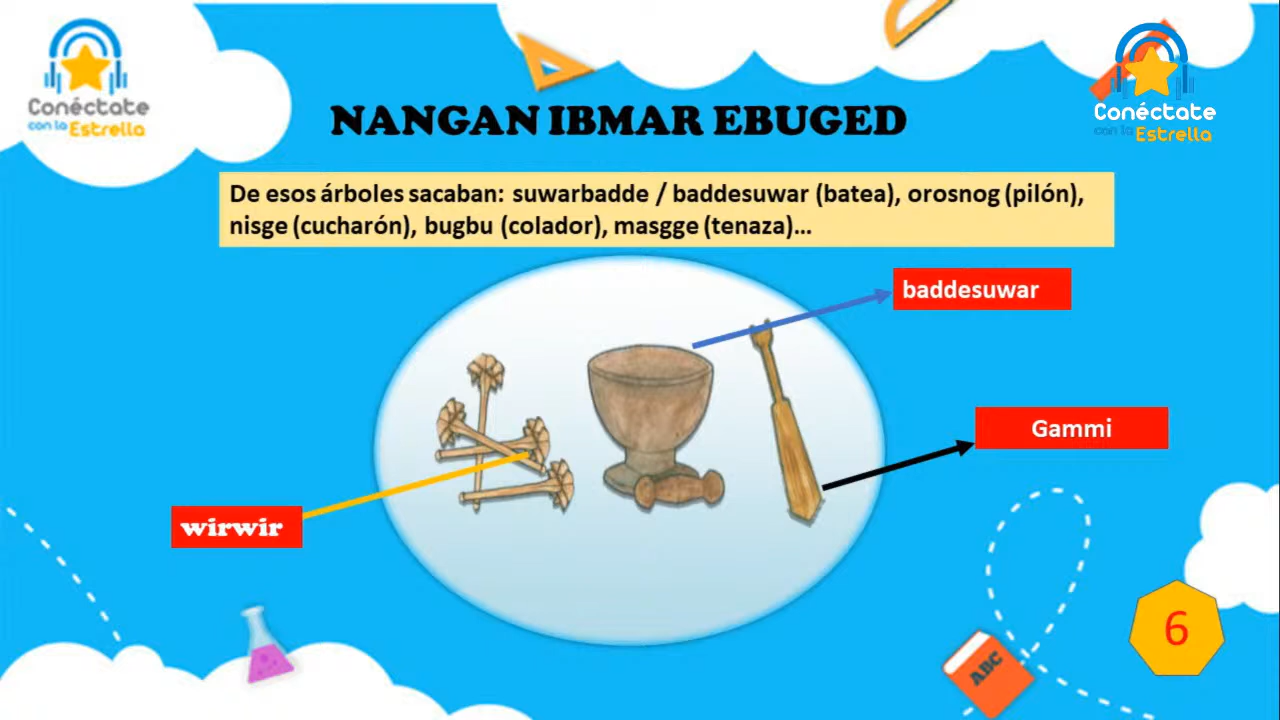 Conéctate
con la Estrella
Conéctate
con la Estrella
NANGAN IBMAR EBUGED
De esos árboles sacaban: suwarbadde / baddesuwar (batea), orosnog (pilón),
nisge (cucharón), bugbu (colador), masgge (tenaza)...
baddesuwar
Gammi
wirwir
6
ABC